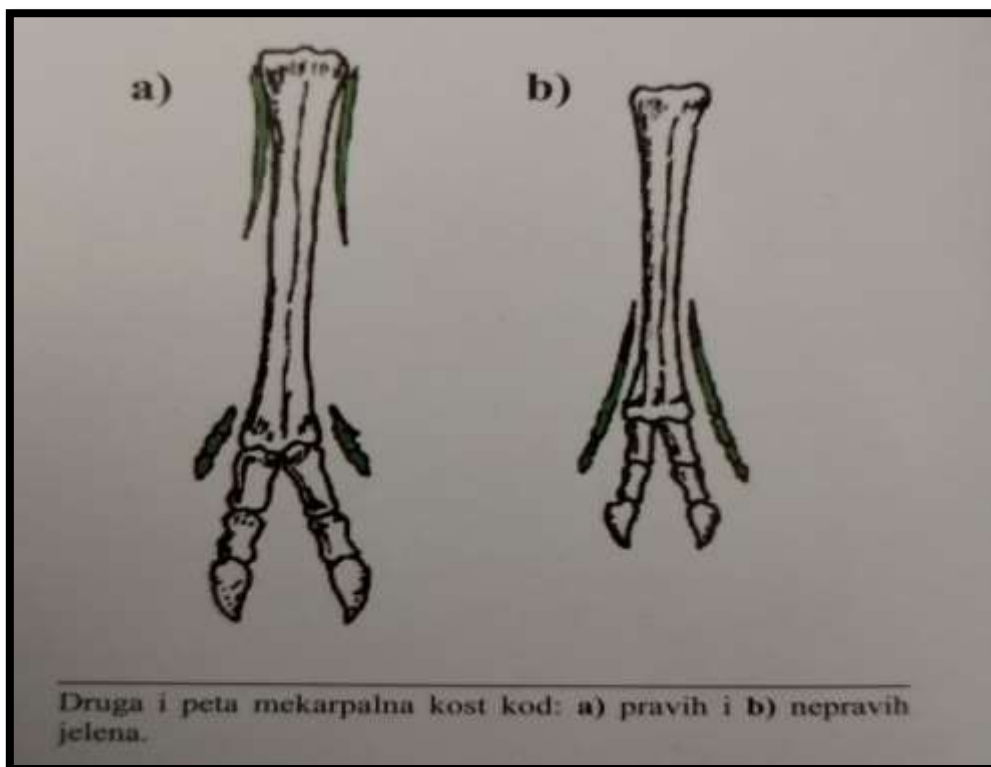 a)
b)
Druga i peta mekarpalna kost kod: a) pravih i b) nepravih
jelena.